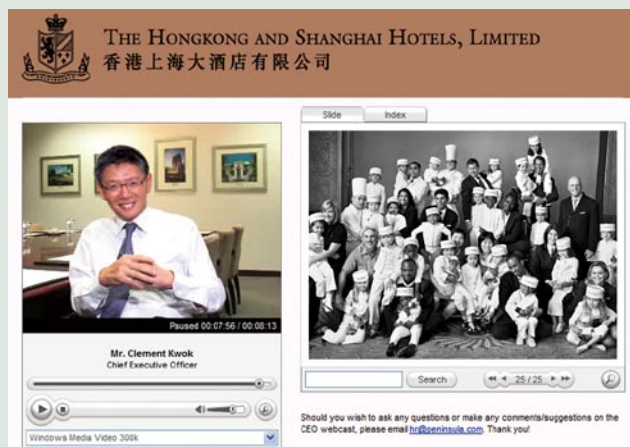 THE HONGKONG AND SHANGHAI HOTELS, LIMITED
香港上海大酒店有限公司
Slide
Index
Paused 00:07:56 / 00:08:13
Mr. Clement Kwok
Chief Executive Officer
Windows Media Video 300k
Search
25 / 25
Should you wish to ask any questions or make any comments/suggestions on the
CEO webcast, please email hr@peninsula.com. Thank you!